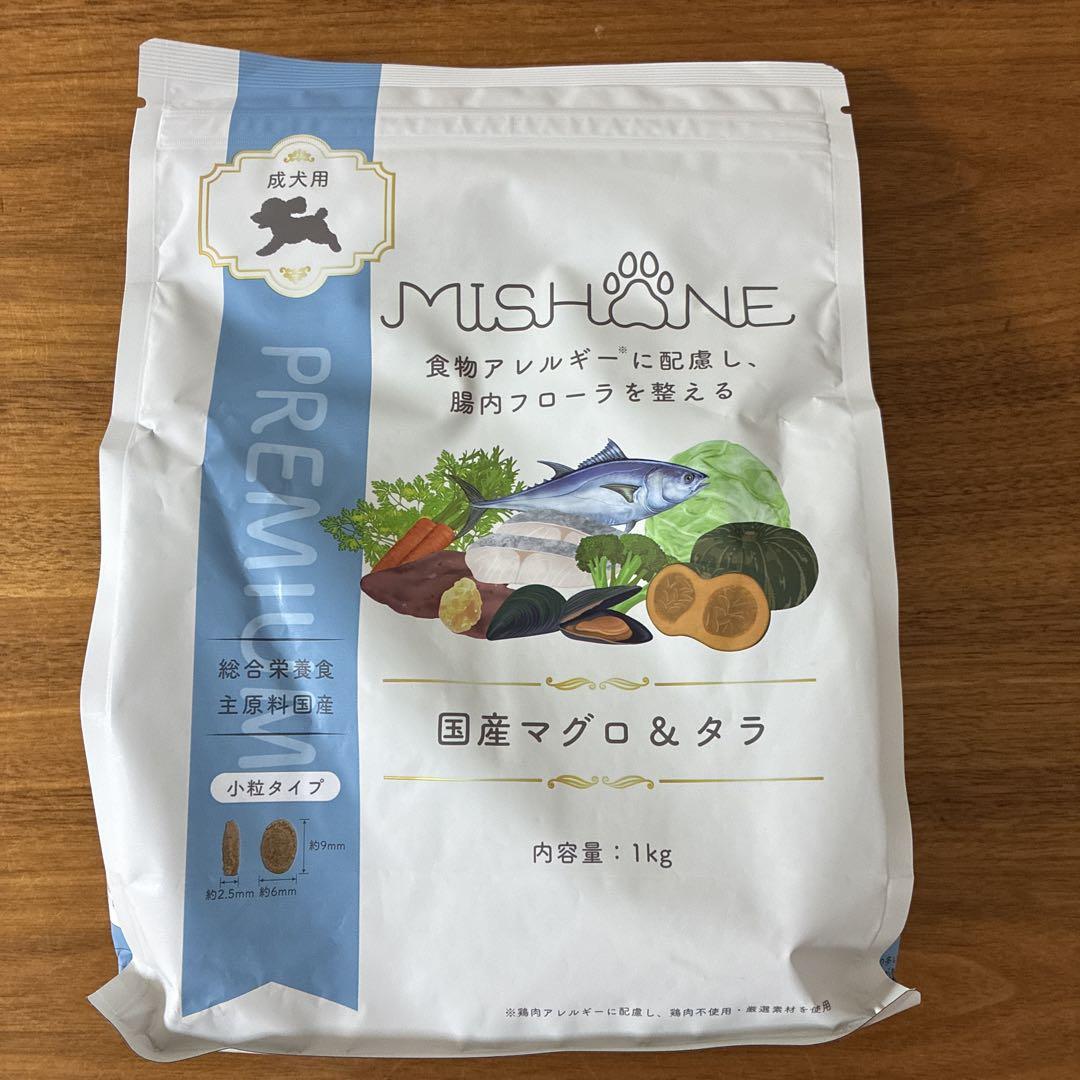 成犬用
MISHONE
食物アレルギー※に配慮し、
腸内フローラを整える
PREMIUM
総合栄養食
主原料国産
小粒タイプ
約9mm
約2.5mm 約6mm
国産マグロ&タラ
内容量：1kg
※鶏肉アレルギーに配慮し、鶏肉不使用・厳選素材を使用